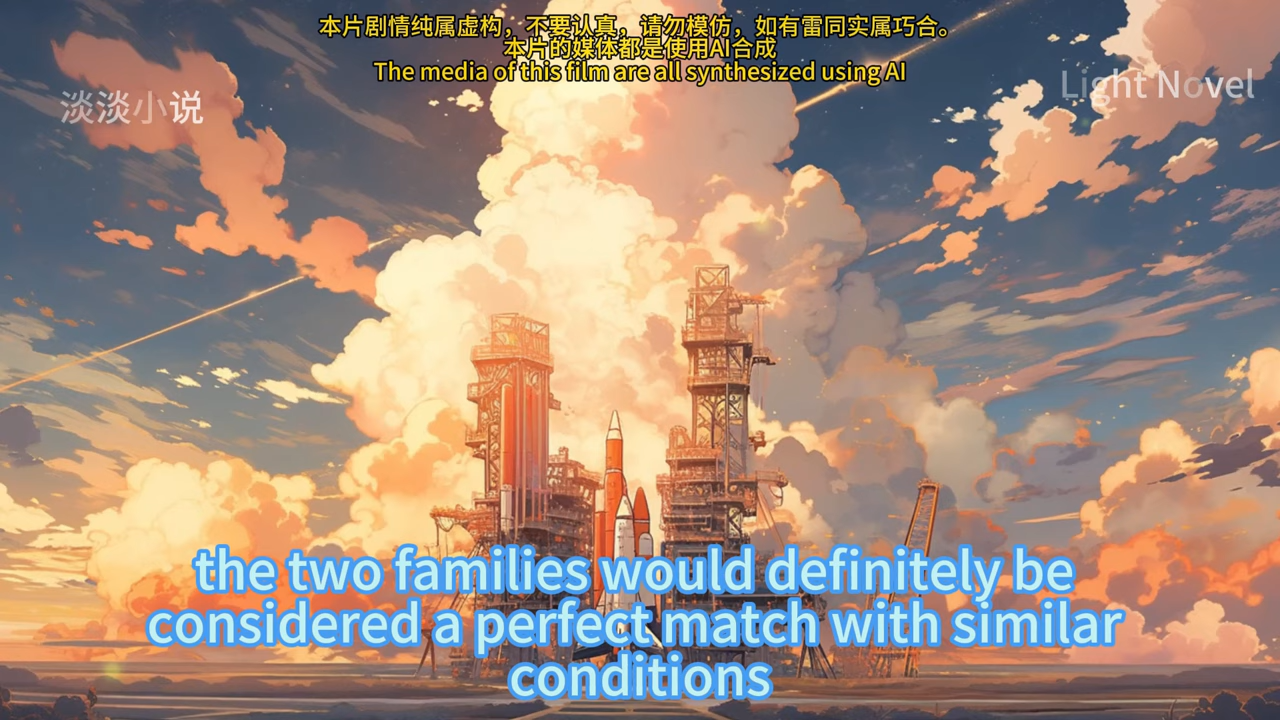 本片剧情纯属虚构，不要认真，请勿模仿，如有雷同实属巧合。
本片的媒体都是使用AI合成
The media of this film are all synthesized using AI
淡淡小说
Light Novel
the two families would definitely be
considered a perfect match with similar
conditions